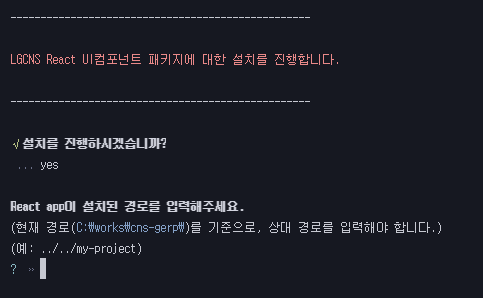 --------------------------------------------------
LGCNS React UI컴포넌트 패키지에 대한 설치를 진행합니다.
--------------------------------------------------
√ 설치를 진행하시겠습니까?
... yes
React app이 설치된 경로를 입력해주세요.
(현재 경로(C:\works\cns-gerp\)를 기준으로, 상대 경로를 입력해야 합니다.)
(예: ../../my-project)
? »